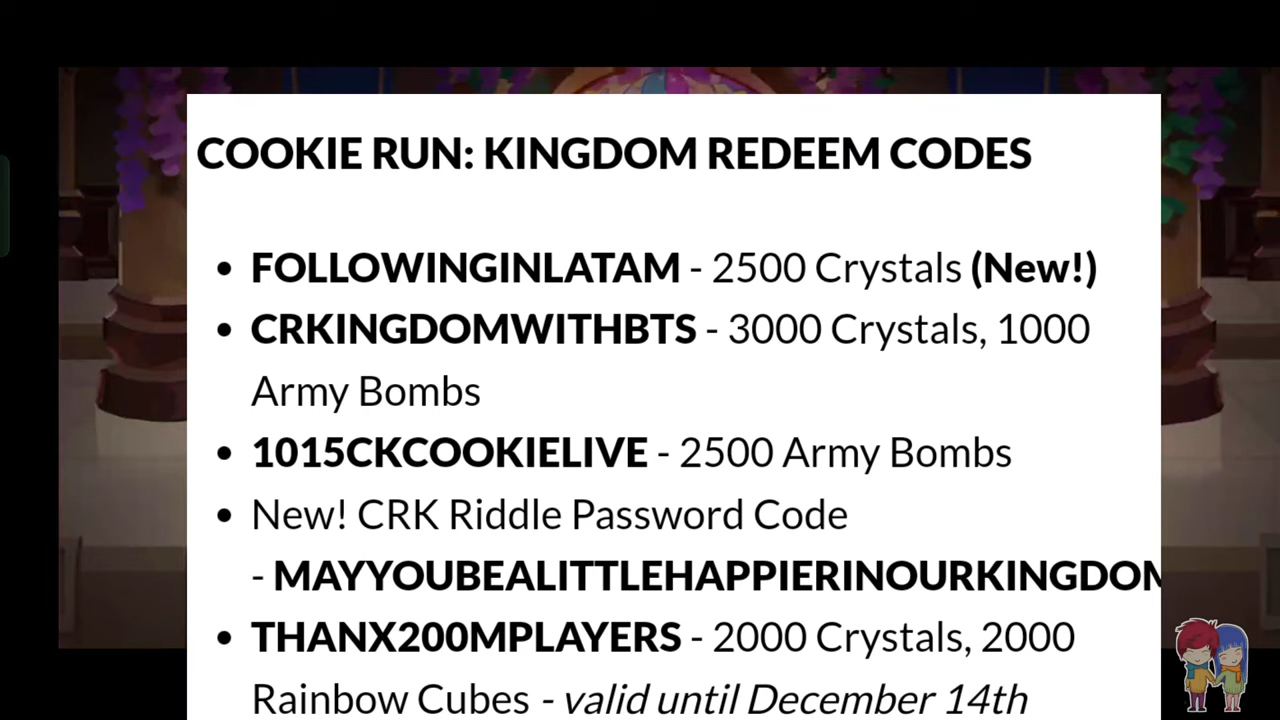 COOKIE RUN: KINGDOM REDEEM CODES
• FOLLOWINGINLATAM - 2500 Crystals (New!)
• CRKINGDOMWITHBTS - 3000 Crystals, 1000
Army Bombs
• 1015CKCOOKIELIVE - 2500 Army Bombs
• New! CRK Riddle Password Code
- MAYYOUBEALITTLEHAPPIERINOURKINGDOM
• THANX200MPLAYERS - 2000 Crystals, 2000
Rainbow Cubes - valid until December 14th